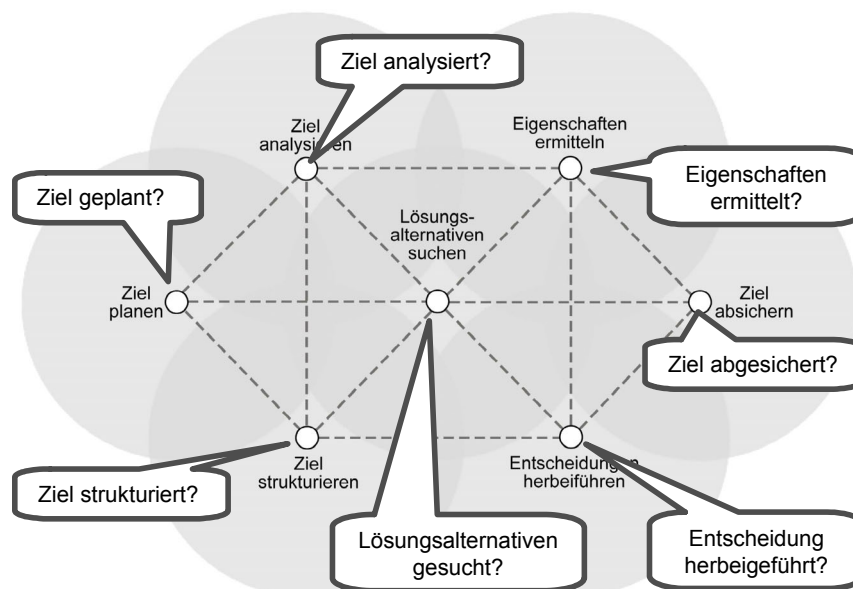 Ziel analysiert?
Ziel
analysieren
Eigenschaften
ermitteln
Eigenschaften
ermittelt?
Ziel geplant?
Lösungs-
alternativen
suchen
Ziel
planen
Ziel
absichern
Ziel abgesichert?
Ziel
strukturieren
Ziel strukturiert?
Entscheidungen
herbeiführen
Lösungsalternativen
gesucht?
Entscheidung
herbeigeführt?